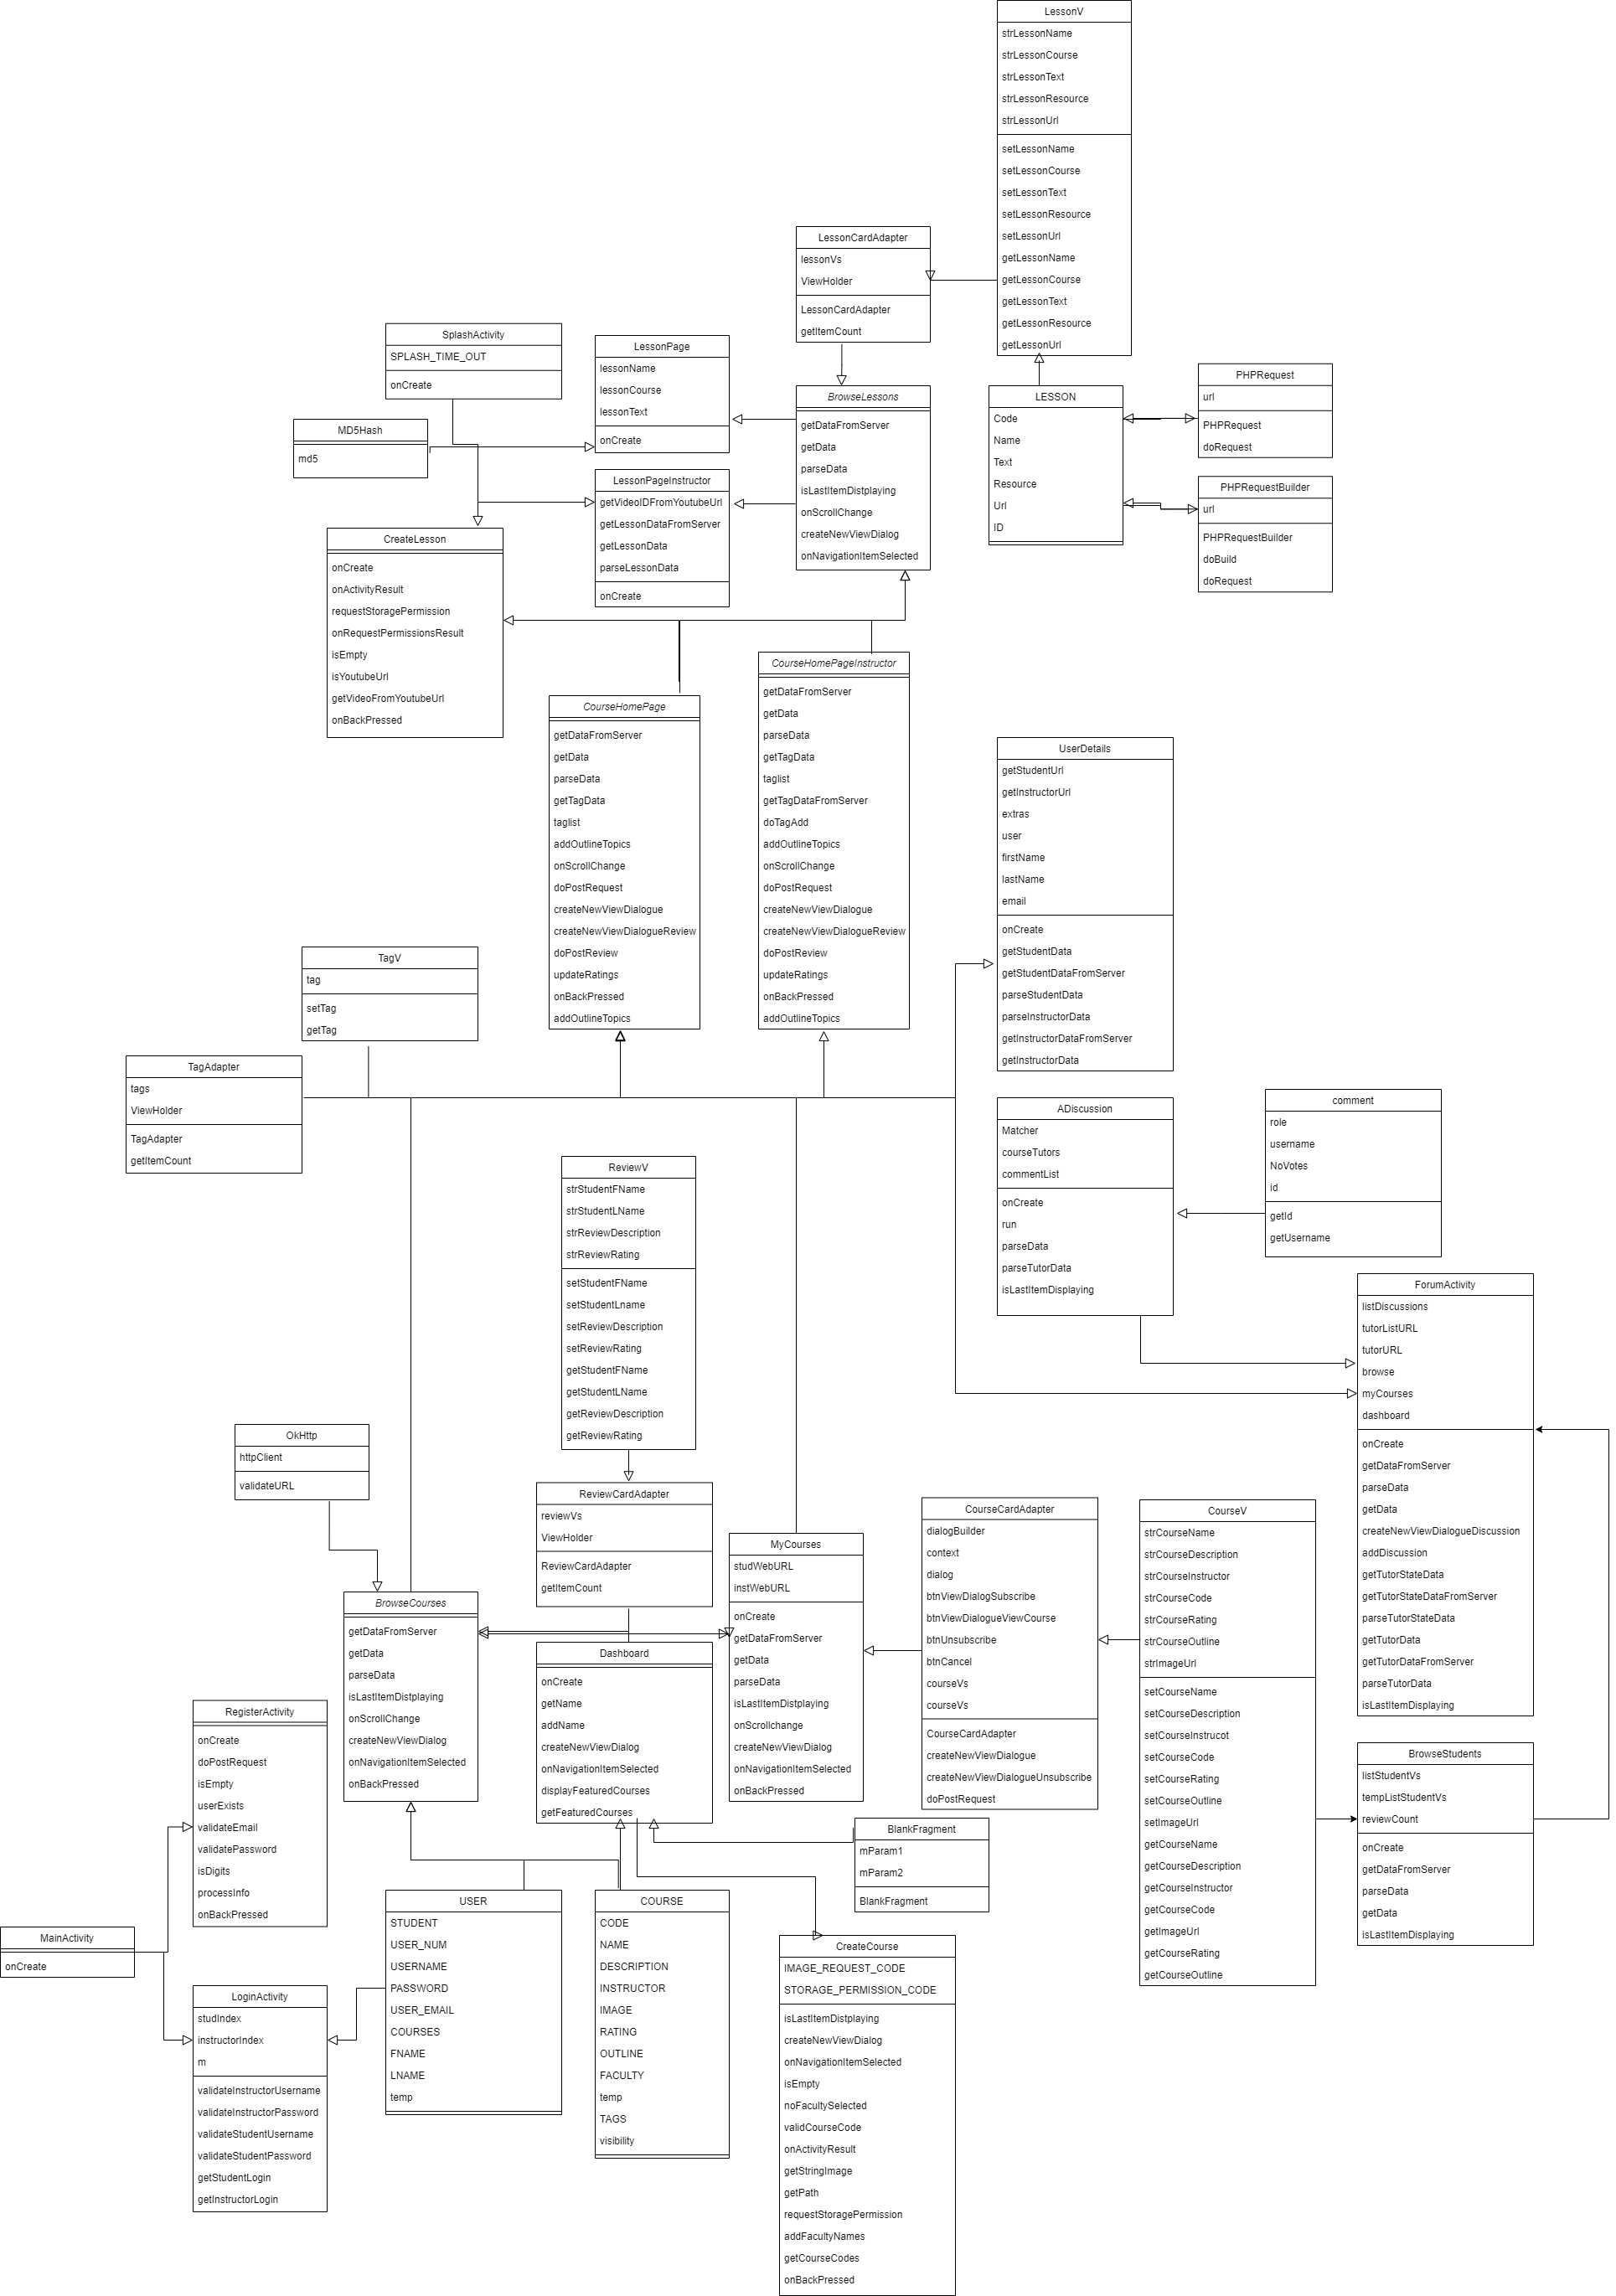 LessonV
strLessonName
strLessonCourse
strLessonText
strLessonResource
strLessonUrl
setLessonName
setLessonCourse
setLessonText
setLessonResource
setLessonUrl
getLessonName
getLessonCourse
getLessonText
getLessonResource
getLessonUrl
LessonCardAdapter
lessonVs
ViewHolder
LessonCardAdapter
getItemCount
SplashActivity
SPLASH_TIME_OUT
onCreate
LessonPage
lessonName
lessonCourse
lessonText
onCreate
MD5Hash
md5
BrowseLessons
getDataFromServer
getData
parseData
isLastItemDistplaying
onScrollChange
createNewViewDialog
onNavigationItemSelected
LESSON
Code
Name
Text
Resource
Url
ID
PHPRequest
url
PHPRequest
doRequest
PHPRequestBuilder
url
PHPRequestBuilder
doBuild
doRequest
LessonPageInstructor
getVideoIDFromYoutubeUrl
getLessonDataFromServer
getLessonData
parseLessonData
onCreate
CreateLesson
onCreate
onActivityResult
requestStoragePermission
onRequestPermissionsResult
isEmpty
isYoutubeUrl
getVideoFromYoutubeUrl
onBackPressed
CourseHomePage
getDataFromServer
getData
parseData
getTagData
taglist
addOutlineTopics
onScrollChange
doPostRequest
createNewViewDialogue
createNewViewDialogueReview
doPostReview
updateRatings
onBackPressed
addOutlineTopics
CourseHomePageInstructor
getDataFromServer
getData
parseData
getTagData
taglist
getTagDataFromServer
doTagAdd
addOutlineTopics
onScrollChange
doPostRequest
createNewViewDialogue
createNewViewDialogueReview
doPostReview
updateRatings
onBackPressed
addOutlineTopics
UserDetails
getStudentUrl
getInstructorUrl
extras
user
firstName
lastName
email
onCreate
getStudentData
getStudentDataFromServer
parseStudentData
parseInstructorData
getInstructorDataFromServer
getInstructorData
TagV
tag
setTag
getTag
TagAdapter
tags
ViewHolder
TagAdapter
getItemCount
ADiscussion
Matcher
courseTutors
commentList
onCreate
run
parseData
parseTutorData
isLastItemDisplaying
comment
role
username
NoVotes
id
getId
getUsername
ReviewV
strStudentFName
strStudentLName
strReviewDescription
strReviewRating
setStudentFName
setStudentLname
setReviewDescription
setReviewRating
getStudentFName
getStudentLName
getReviewDescription
getReviewRating
ForumActivity
listDiscussions
tutorListURL
tutorURL
browse
myCourses
dashboard
onCreate
getDataFromServer
parseData
getData
createNewViewDialogueDiscussion
addDiscussion
getTutorStateData
getTutorStateDataFromServer
parseTutorStateData
getTutorData
getTutorDataFromServer
parseTutorData
isLastItemDisplaying
OkHttp
httpClient
validateURL
ReviewCardAdapter
reviewVs
ViewHolder
ReviewCardAdapter
getItemCount
MyCourses
studWebURL
instWebURL
onCreate
getDataFromServer
getData
parseData
isLastItemDistplaying
onScrollchange
createNewViewDialog
onNavigationItemSelected
onBackPressed
CourseCardAdapter
dialogBuilder
context
dialog
btnViewDialogSubscribe
btnViewDialogueViewCourse
btnUnsubscribe
btnCancel
courseVs
courseVs
CourseCardAdapter
createNewViewDialogue
createNewViewDialogueUnsubscribe
doPostRequest
CourseV
strCourseName
strCourseDescription
strCourseInstructor
strCourseCode
strCourseRating
strCourseOutline
strImageUrl
setCourseName
setCourseDescription
setCourseInstrucot
setCourseCode
setCourseRating
setCourseOutline
setImageUrl
getCourseName
getCourseDescription
getCourseInstructor
getCourseCode
getImageUrl
getCourseRating
getCourseOutline
BrowseCourses
getDataFromServer
getData
parseData
isLastItemDistplaying
onScrollChange
createNewViewDialog
onNavigationItemSelected
onBackPressed
Dashboard
onCreate
getName
addName
createNewViewDialog
onNavigationItemSelected
displayFeaturedCourses
getFeaturedCourses
RegisterActivity
onCreate
doPostRequest
isEmpty
userExists
validateEmail
validatePassword
isDigits
processInfo
onBackPressed
BrowseStudents
listStudentVs
tempListStudentVs
reviewCount
onCreate
getDataFromServer
parseData
getData
isLastItemDisplaying
BlankFragment
mParam1
mParam2
BlankFragment
MainActivity
onCreate
USER
STUDENT
USER_NUM
USERNAME
PASSWORD
USER_EMAIL
COURSES
FNAME
LNAME
temp
COURSE
CODE
NAME
DESCRIPTION
INSTRUCTOR
IMAGE
RATING
OUTLINE
FACULTY
temp
TAGS
visibility
CreateCourse
IMAGE_REQUEST_CODE
STORAGE_PERMISSION_CODE
isLastItemDistplaying
createNewViewDialog
onNavigationItemSelected
isEmpty
noFacultySelected
validCourseCode
onActivityResult
getStringImage
getPath
requestStoragePermission
addFacultyNames
getCourseCodes
onBackPressed
LoginActivity
studIndex
instructorIndex
m
validateInstructorUsername
validateInstructorPassword
validateStudentUsername
validateStudentPassword
getStudentLogin
getInstructorLogin